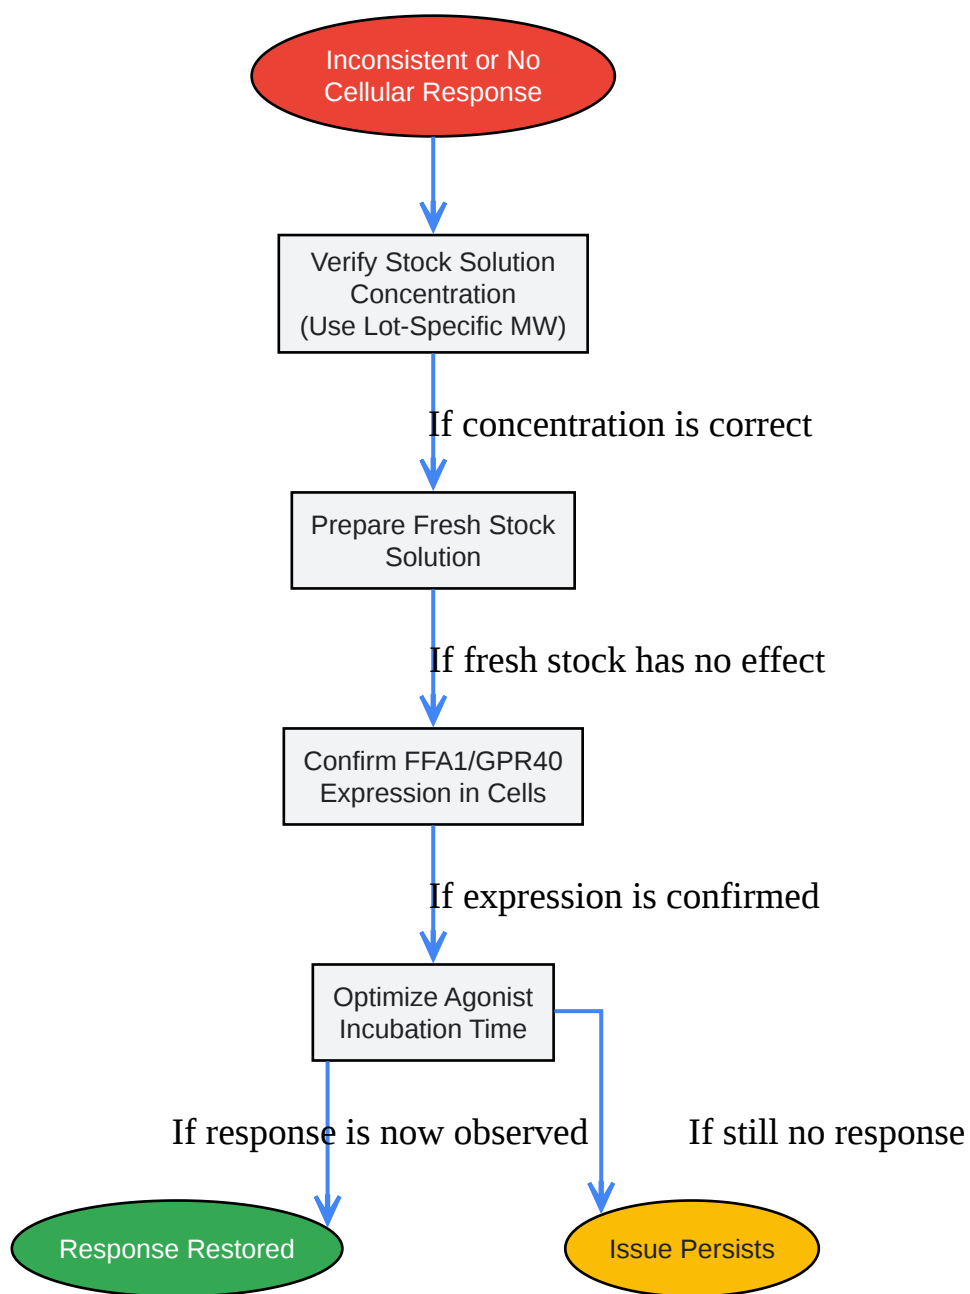 Inconsistent or No
Cellular Response
Verify Stock Solution
Concentration
(Use Lot-Specific MW)
If concentration is correct
Prepare Fresh Stock
Solution
If fresh stock has no effect
Confirm FFA1/GPR40
Expression in Cells
If expression is confirmed
Optimize Agonist
Incubation Time
If response is now observed
If still no response
Response Restored
Issue Persists